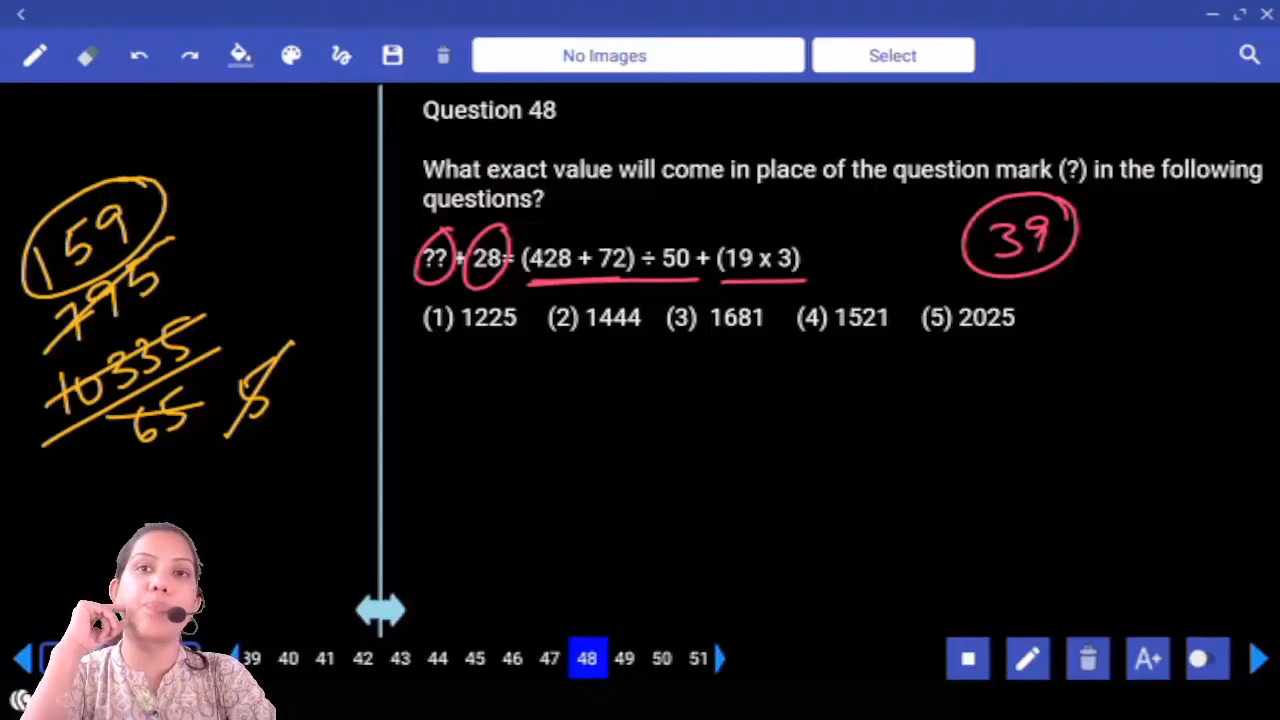 No Images
Select
Question 48
What exact value will come in place of the question mark (?) in the following
questions?
39
?? + 28= (428 + 72) ÷ 50 + (19 x 3)
(1) 1225 (2) 1444 (3) 1681 (4) 1521 (5) 2025
159
795
10335
65
39 40 41 42 43 44 45 46 47 48 49 50 51
A+